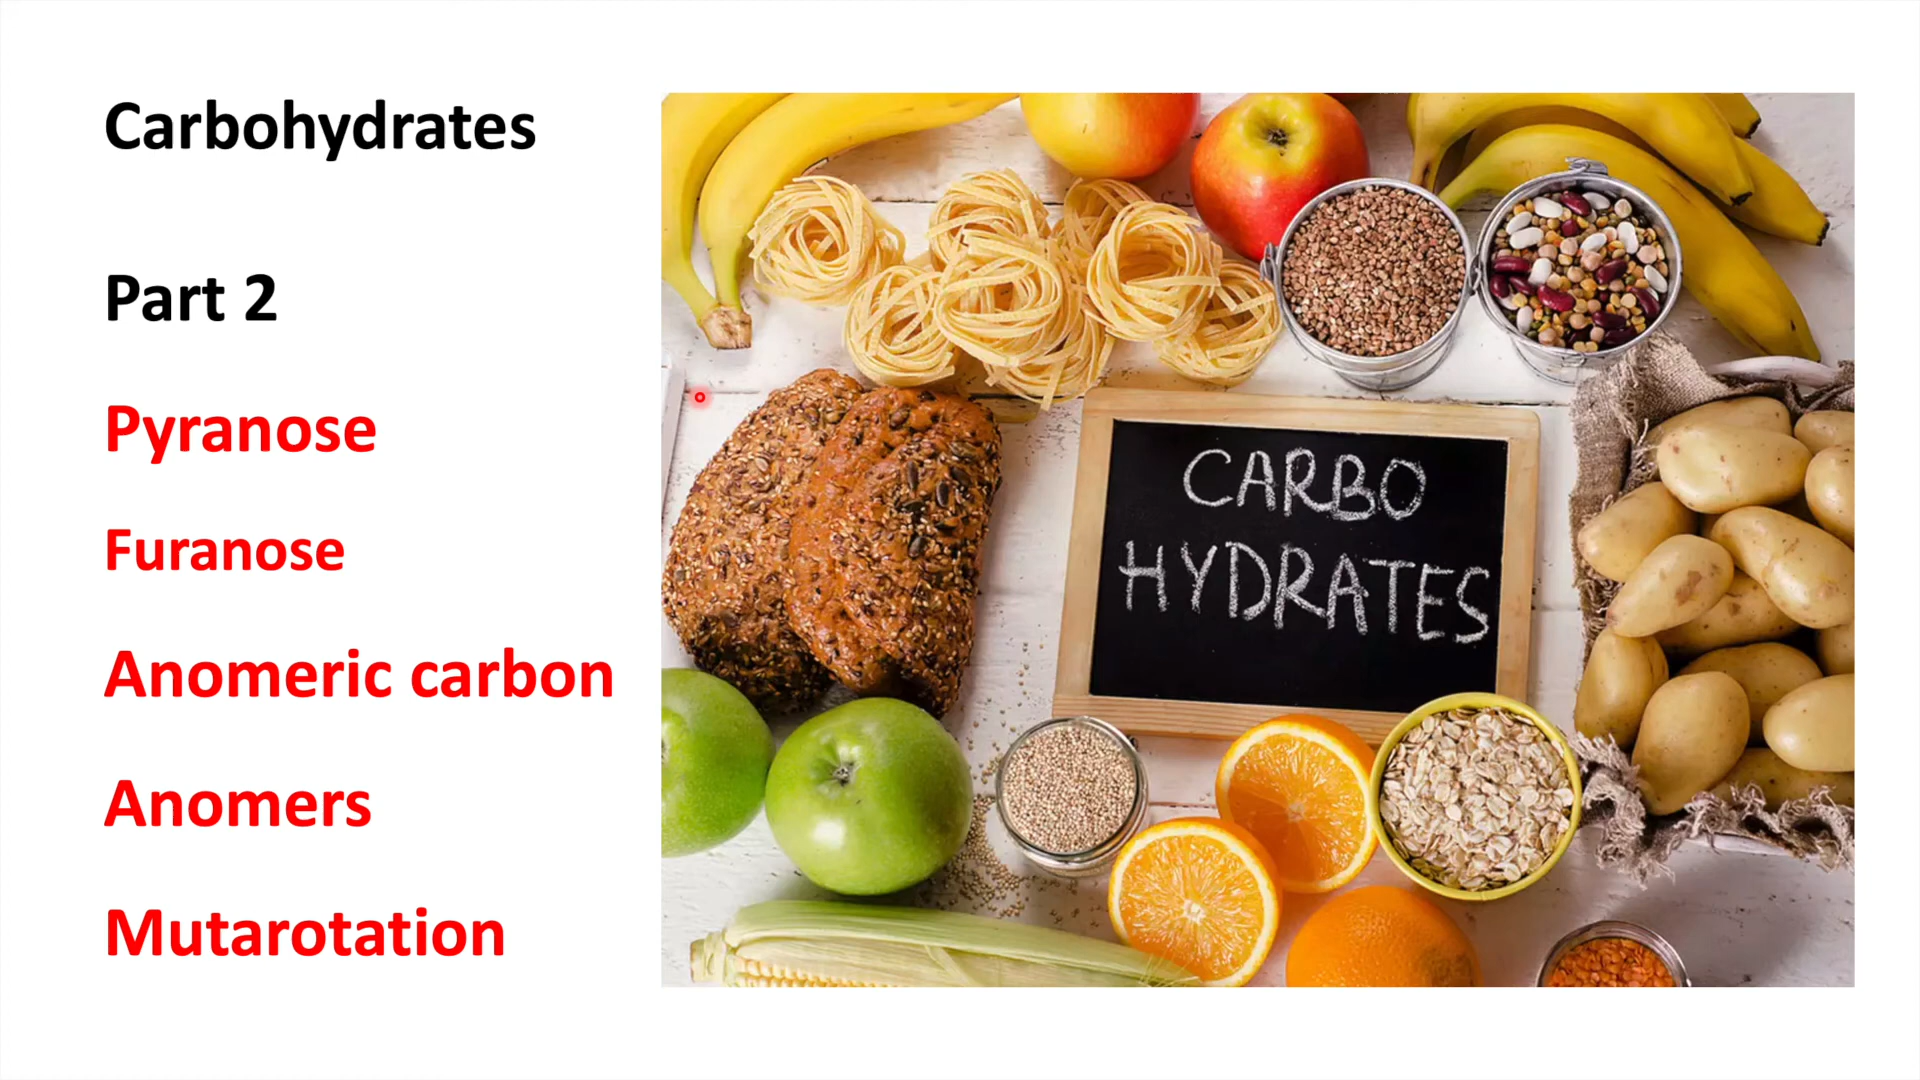 Carbohydrates
Part 2
Pyranose
Furanose
Anomeric carbon
Anomers
Mutarotation
CARBO
HYDRATES